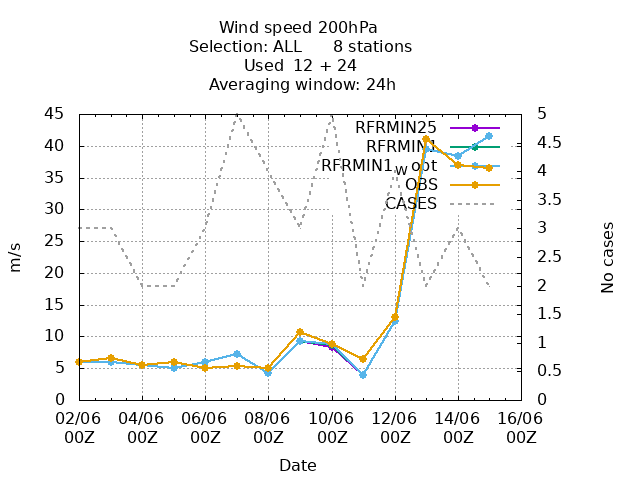 Wind speed 200hPa
Selection: ALL 8 stations
Used 12 + 24
Averaging window: 24h
RFRMIN25
RFRMIN1
RFRMIN1wopt
OBS
CASES
m/s
45
40
35
30
25
20
15
10
5
0
No cases
5
4.5
4
3.5
3
2.5
2
1.5
1
0.5
0
02/06 04/06 06/06 08/06 10/06 12/06 14/06 16/06
00Z 00Z 00Z 00Z 00Z 00Z 00Z 00Z
Date